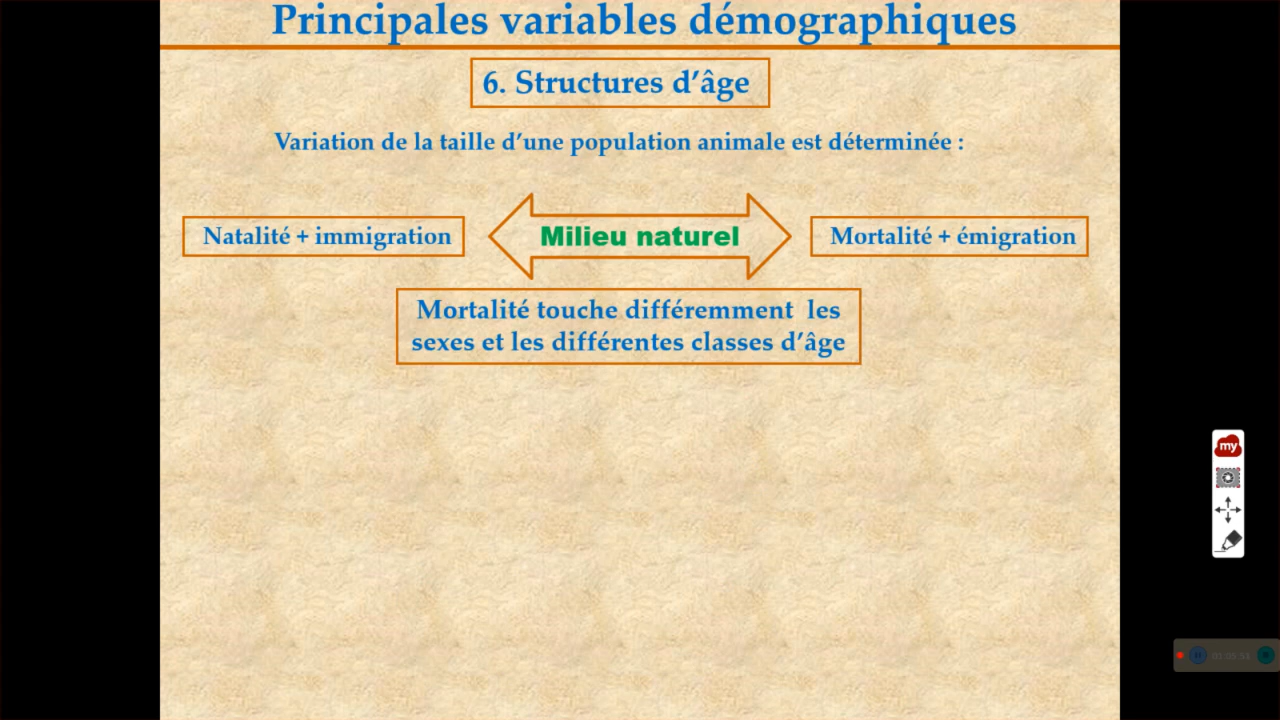 Principales variables démographiques
6. Structures d’âge
Variation de la taille d’une population animale est déterminée :
Natalité + immigration
Milieu naturel
Mortalité + émigration
Mortalité touche différemment les
sexes et les différentes classes d’âge
my